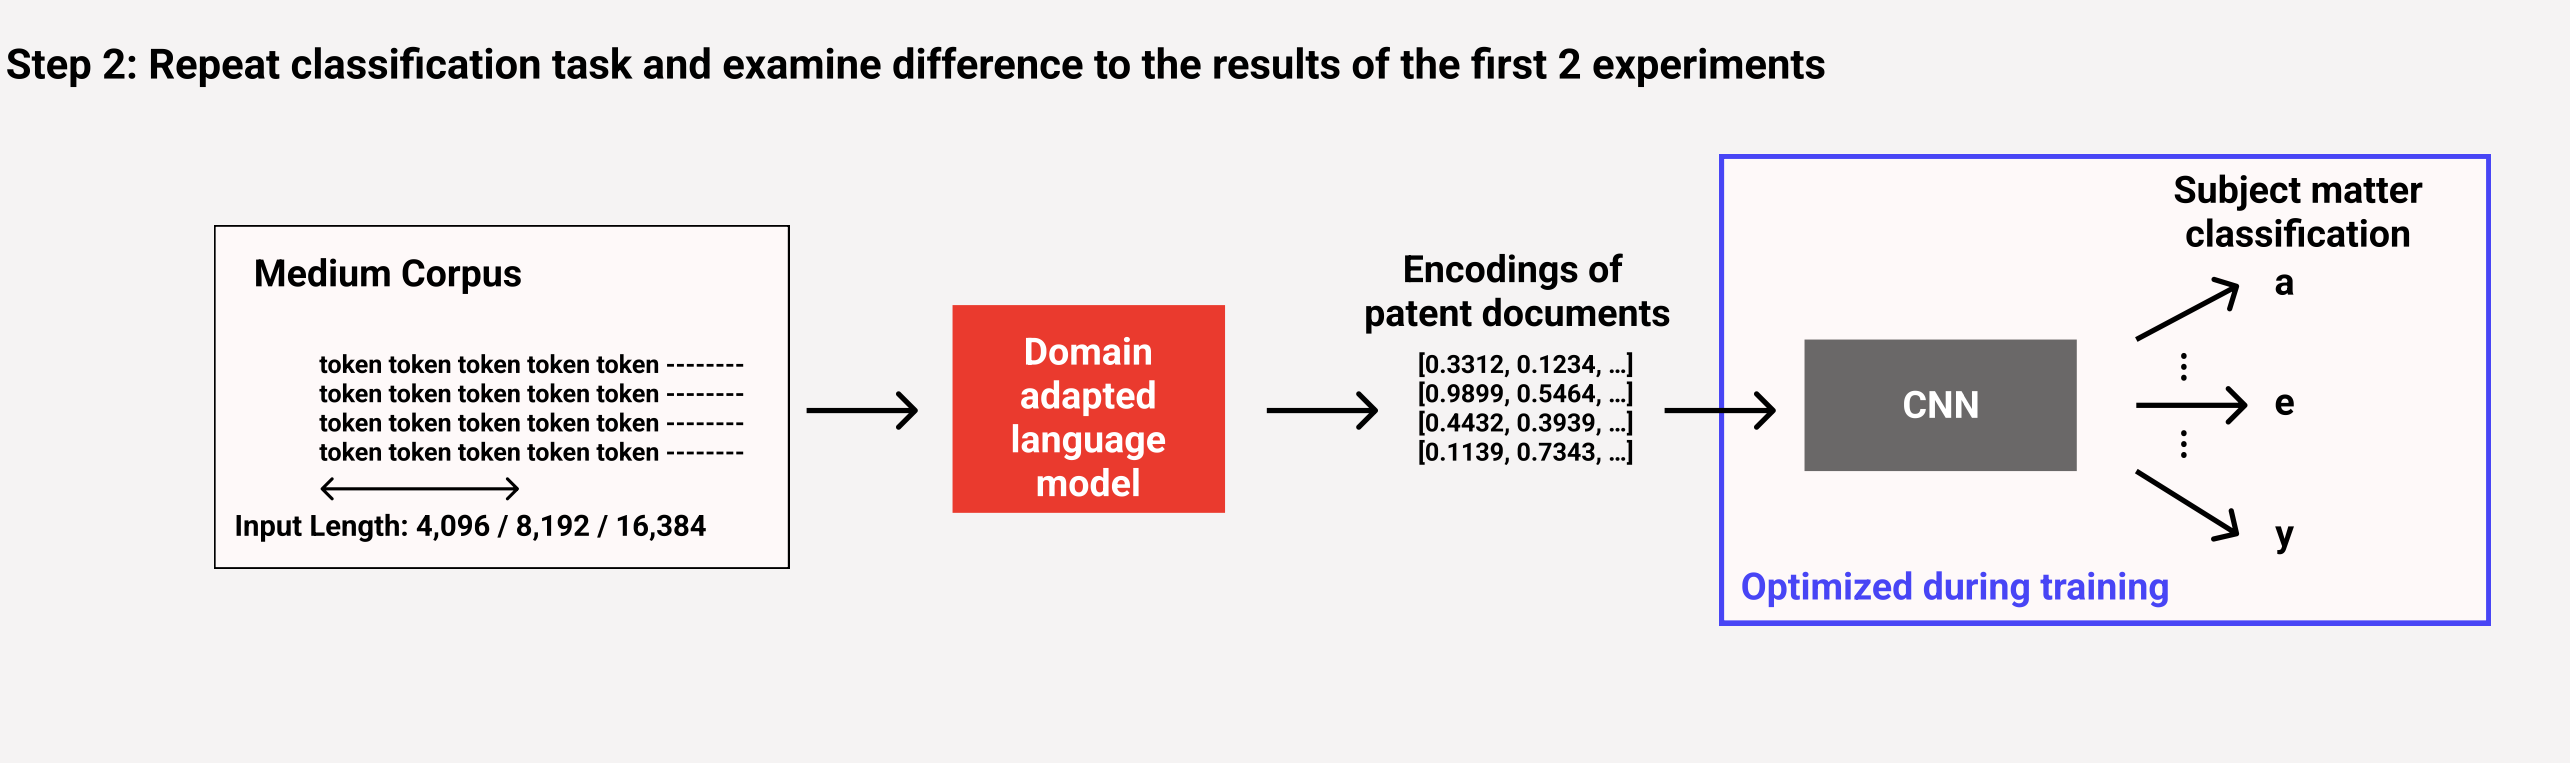 Step 2: Repeat classification task and examine difference to the results of the first 2 experiments
Medium Corpus
token token token token token --------
token token token token token --------
token token token token token --------
token token token token token --------
Input Length: 4,096 / 8,192 / 16,384
Domain
adapted
language
model
Encodings of
patent documents
[0.3312, 0.1234, ...]
[0.9899, 0.5464, ...]
[0.4432, 0.3939, ...]
[0.1139, 0.7343, ...]
CNN
Subject matter
classification
a
⋮
e
⋮
y
Optimized during training